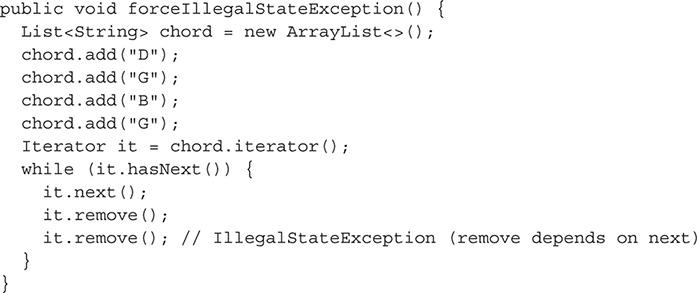 public void forceIllegalStateException() {
  List<String> chord = new ArrayList<>();
  chord.add("D");
  chord.add("G");
  chord.add("B");
  chord.add("G");
  Iterator it = chord.iterator();
  while (it.hasNext()) {
    it.next();
    it.remove();
    it.remove(); // IllegalStateException (remove depends on next)
  }
}